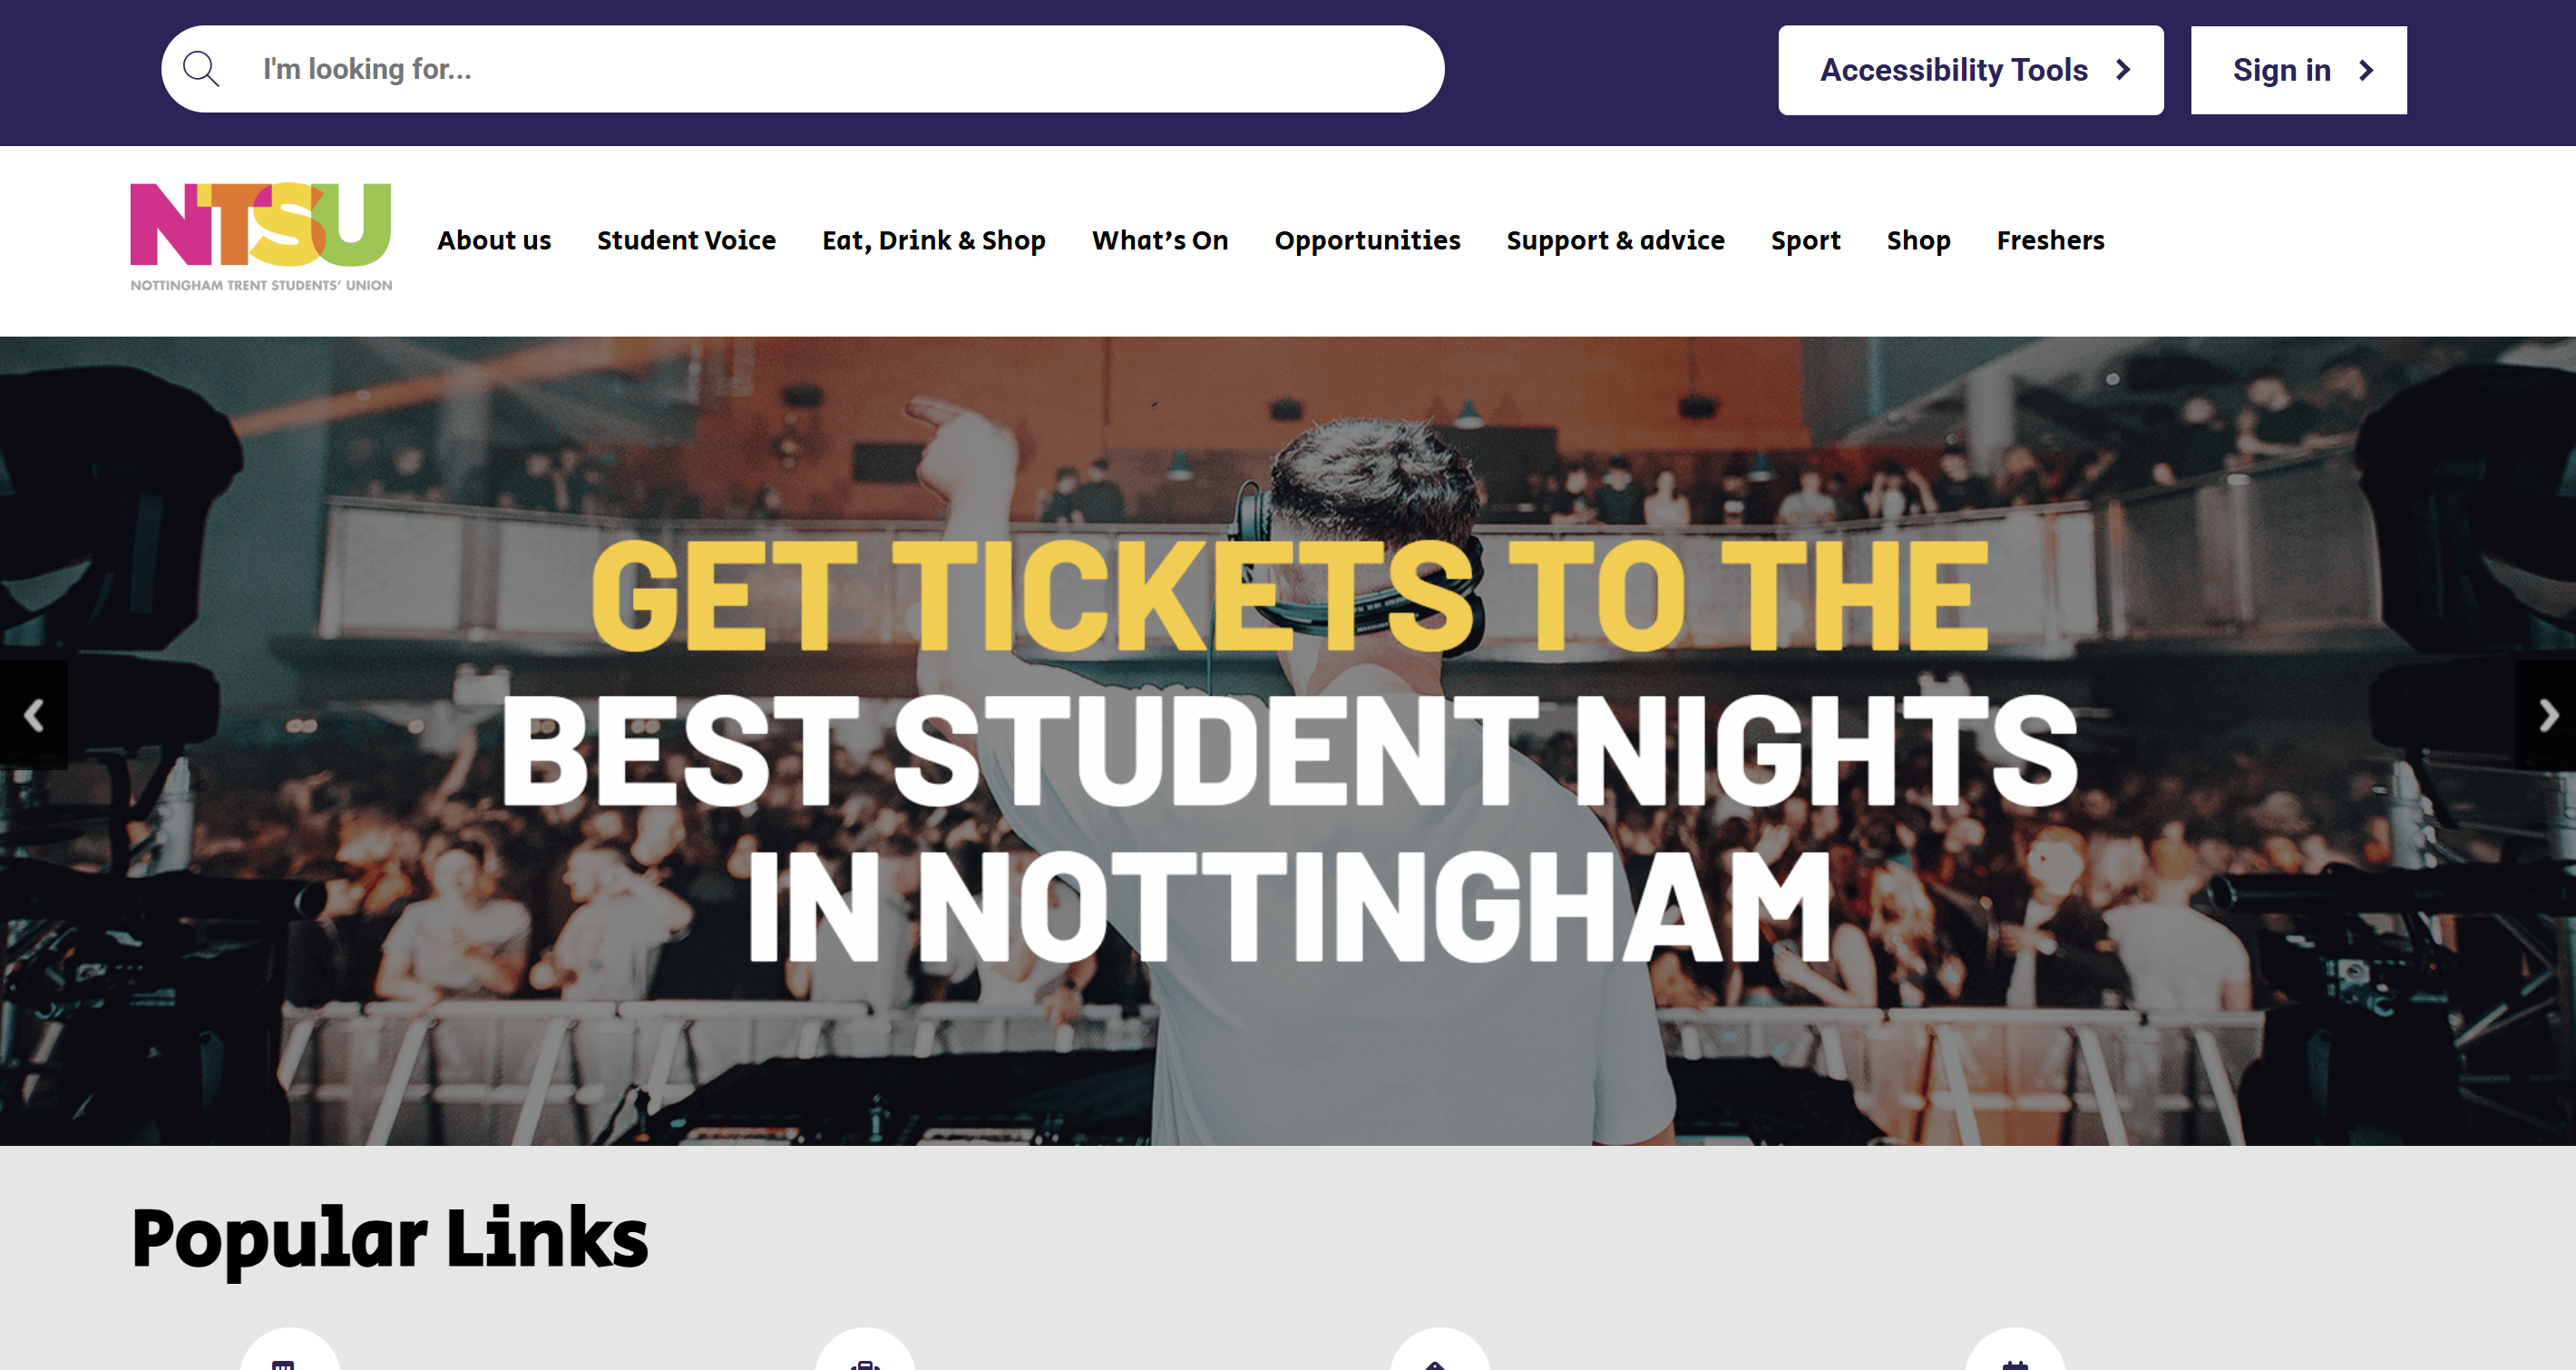 I'm looking for...
Accessibility Tools
Sign in
NTSU
NOTTINGHAM TRENT STUDENTS' UNION
About us
Student Voice
Eat, Drink & Shop
What's On
Opportunities
Support & advice
Sport
Shop
Freshers
GET TICKETS TO THE
BEST STUDENT NIGHTS
IN NOTTINGHAM
Popular Links